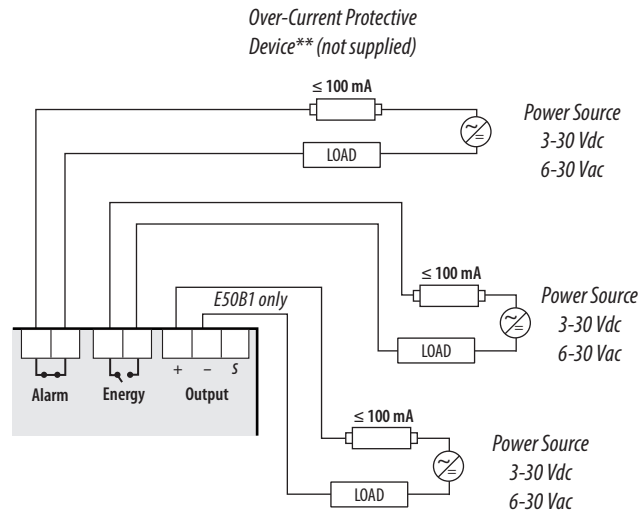 Over-Current Protective
Device** (not supplied)
≤ 100 mA
Power Source
3-30 Vdc
6-30 Vac
LOAD
≤ 100 mA
Power Source
3-30 Vdc
6-30 Vac
LOAD
E50B1 only
+ – S
Alarm Energy Output
≤ 100 mA
Power Source
3-30 Vdc
6-30 Vac
LOAD